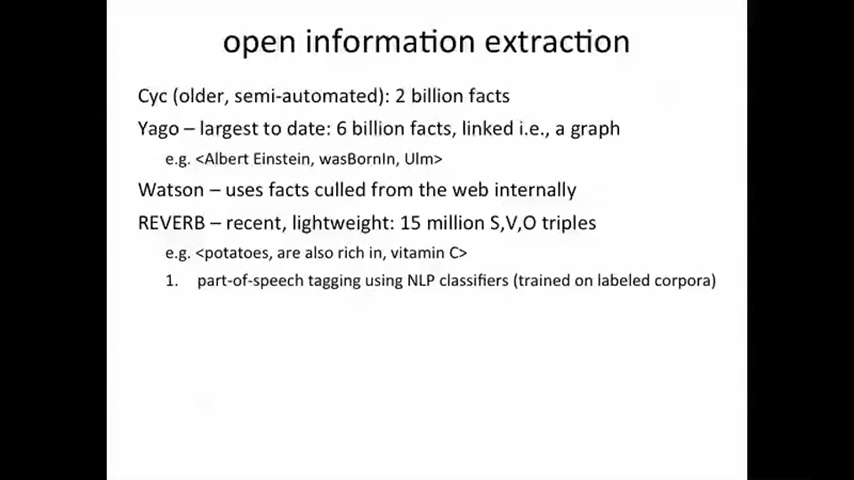 open information extraction
Cyc (older, semi-automated): 2 billion facts
Yago – largest to date: 6 billion facts, linked i.e., a graph
e.g. <Albert Einstein, wasBornIn, Ulm>
Watson – uses facts culled from the web internally
REVERB – recent, lightweight: 15 million S,V,O triples
e.g. <potatoes, are also rich in, vitamin C>
1. part-of-speech tagging using NLP classifiers (trained on labeled corpora)